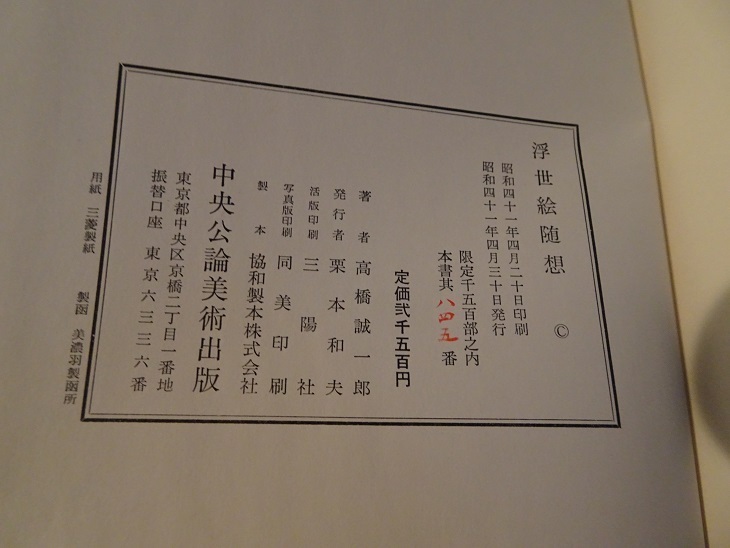 浮世絵随想 ©
昭和四十一年四月二十日印刷
昭和四十一年四月三十日発行
限定千五百部之内
本書其 八四五 番
定価弐千五百円
著者 高橋誠一郎
発行者 栗本和夫
活版印刷 三陽社
写真版印刷 同美印刷
製本 協和製本株式会社
中央公論美術出版
東京都中央区京橋二丁目一番地
振替口座 東京六三三六番
用紙 三菱製紙 製函 美濃羽製函所